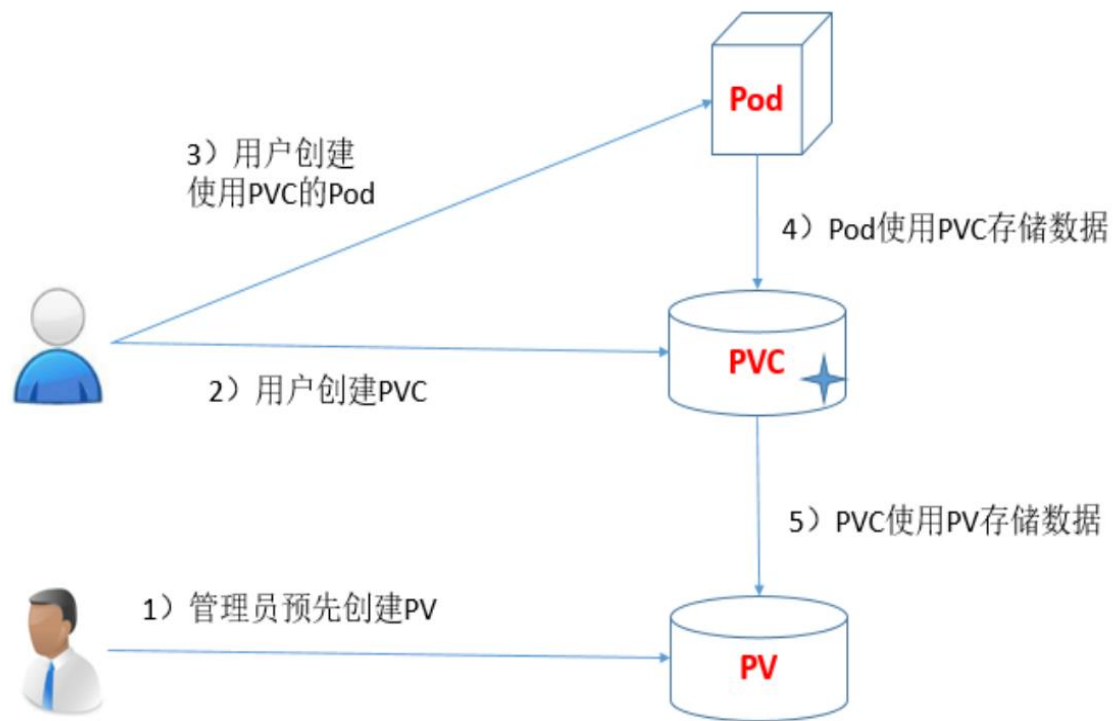 Pod
3）用户创建
使用PVC的Pod
4）Pod使用PVC存储数据
PVC
2）用户创建PVC
5）PVC使用PV存储数据
1）管理员预先创建PV
PV